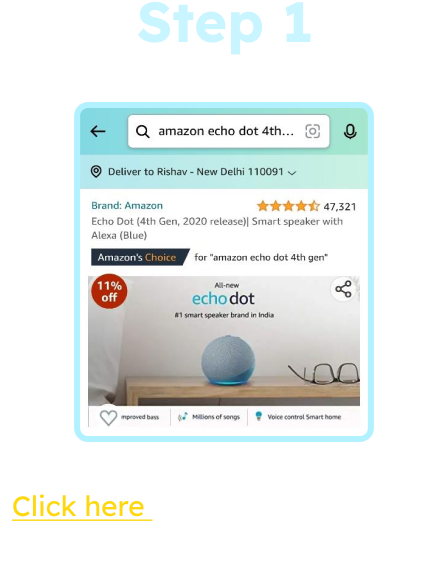 Step 1
amazon echo dot 4th...
Deliver to Rishav - New Delhi 110091
Brand: Amazon 47,321
Echo Dot (4th Gen, 2020 release)| Smart speaker with
Alexa (Blue)
Amazon's Choice for "amazon echo dot 4th gen"
11%
off
All-new
echo dot
#1 smart speaker brand in India
mproved bass Millions of songs Voice control Smart home
Click here